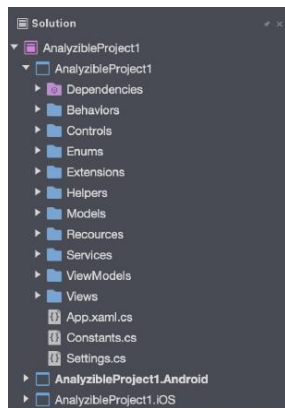 Solution
AnalyzibleProject1
AnalyzibleProject1
Dependencies
Behaviors
Controls
Enums
Extensions
Helpers
Models
Recources
Services
ViewModels
Views
App.xaml.cs
Constants.cs
Settings.cs
AnalyzibleProject1.Android
AnalyzibleProject1.iOS